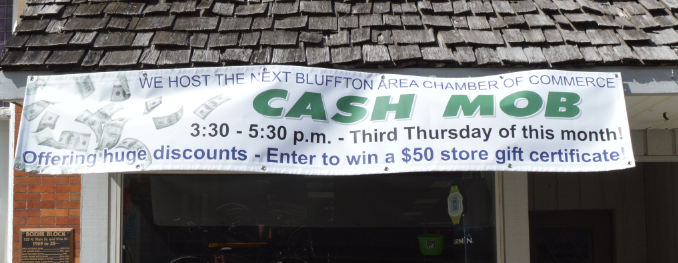 WE HOST THE NEXT BLUFFTON AREA CHAMBER OF COMMERCE
CASH MOB
3:30 - 5:30 p.m. - Third Thursday of this month!
Offering huge discounts - Enter to win a $50 store gift certificate!
BLOCK